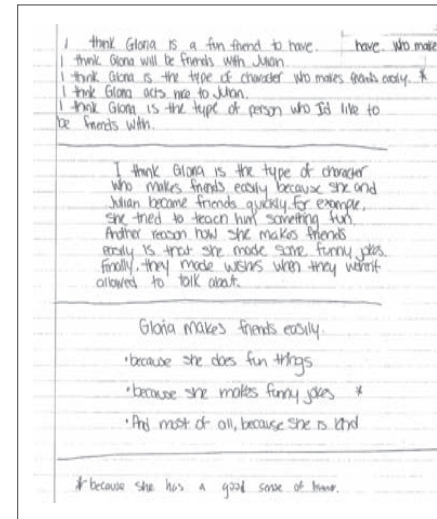 I think Gloria is a fun friend to have. have. who make
I think Gloria will be friends with Julian.
I think Gloria is the type of character who makes friends easily. *
I think Gloria acts nice to Julian.
I think Gloria is the type of person who I'd like to
be friends with.
I think Gloria is the type of character
who makes friends easily because she and
Julian became friends quickly. For example,
she tried to teach him something fun.
Another reason how she makes friends
easily is that she made some funny jokes.
Finally, they made wishes when they weren't
allowed to talk about.
Gloria makes friends easily.
•because she does fun things
•because she makes funny jokes *
•And most of all, because she is kind
* because she has a good sense of humor.